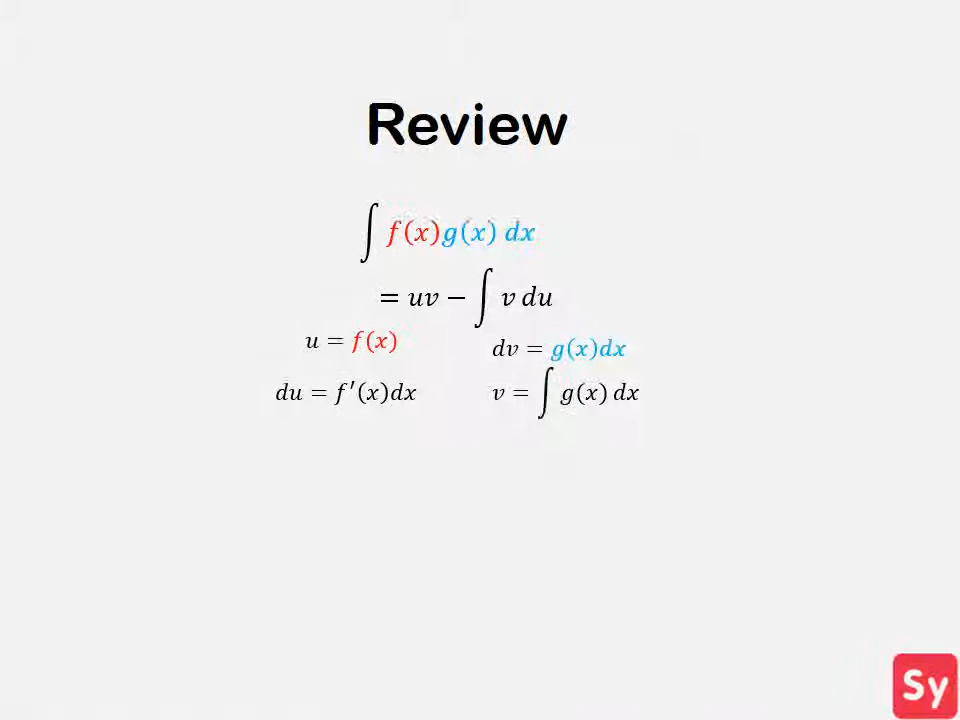 Review
∫ f(x)g(x) dx
= uv − ∫ v du
u = f(x)
dv = g(x)dx
du = f′(x)dx
v = ∫ g(x) dx
Sy